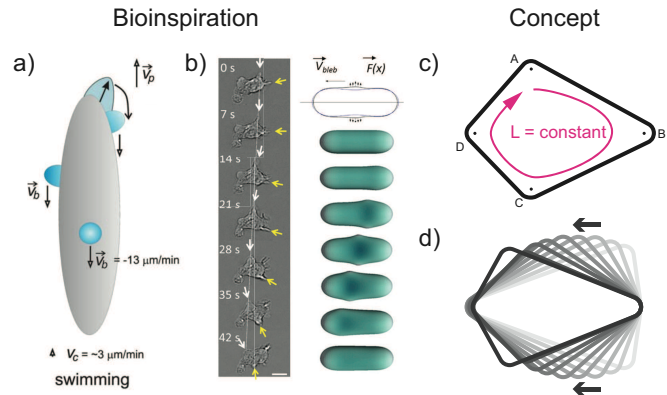 Bioinspiration
Concept
a)
V_p
V_b
V_b = -13 μm/min
V_c = ~3 μm/min
swimming
b)
0 s
7 s
14 s
21 s
28 s
35 s
42 s
V_bleb
F(x)
c)
A
B
C
D
L = constant
d)